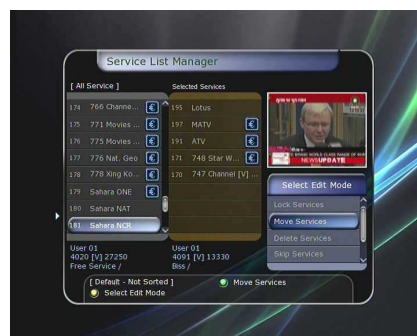 Service List Manager
[ All Service ]
Selected Services
174 766 Channe... €
175 771 Movies ... €
176 775 Movies ... €
177 776 Nat. Geo €
178 778 Xing Ko... €
179 Sahara ONE €
180 Sahara NAT
181 Sahara NCR
195 Lotus
197 MATV €
191 ATV €
171 748 Star W... €
170 747 Channel [V] ...
NEWSUPDATE
Select Edit Mode
Lock Services
Move Services
Delete Services
Skip Services
User 01
4020 [V] 27250
Free Service /
User 01
4091 [V] 13330
Biss /
[ Default - Not Sorted ]
Move Services
Select Edit Mode